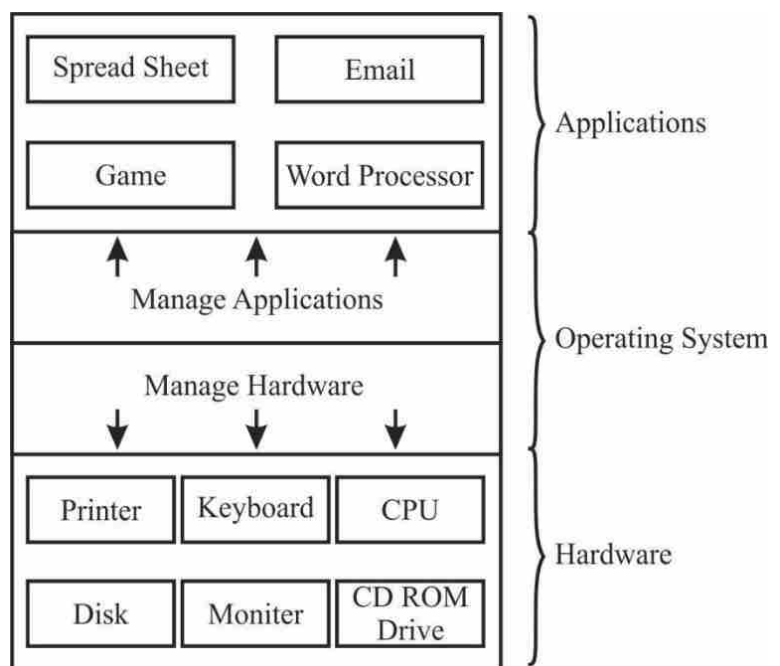 Spread Sheet
Email
Applications
Game
Word Processor
Manage Applications
Operating System
Manage Hardware
Printer
Keyboard
CPU
Hardware
Disk
Moniter
CD ROM
Drive